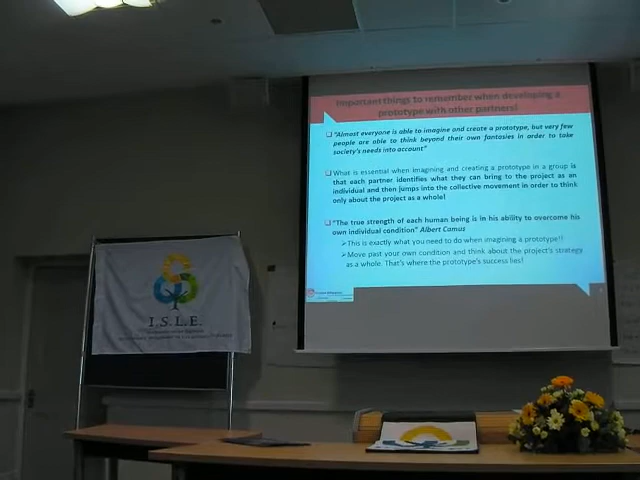 Important things to remember when developing a
prototype with other partners!
"Almost everyone is able to imagine and create a prototype, but very few
people are able to think beyond their own fantasies in order to take
society's needs into account"
What is essential when imagining and creating a prototype in a group is
that each partner identifies what they can bring to the project as an
individual and then jumps into the collective movement in order to think
only about the project as a whole!
"The true strength of each human being is in his ability to overcome his
own individual condition" Albert Camus
This is exactly what you need to do when imagining a prototype!!
Move past your own condition and think about the project's strategy
as a whole. That's where the prototype's success lies!
I.S.L.E.